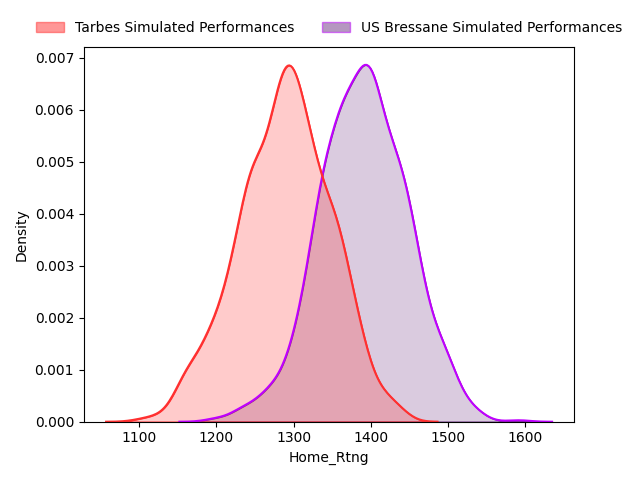 Tarbes Simulated Performances
US Bressane Simulated Performances
0.007
0.006
0.005
0.004
0.003
0.002
0.001
0.000
Density
1100 1200 1300 1400 1500 1600
Home_Rtng